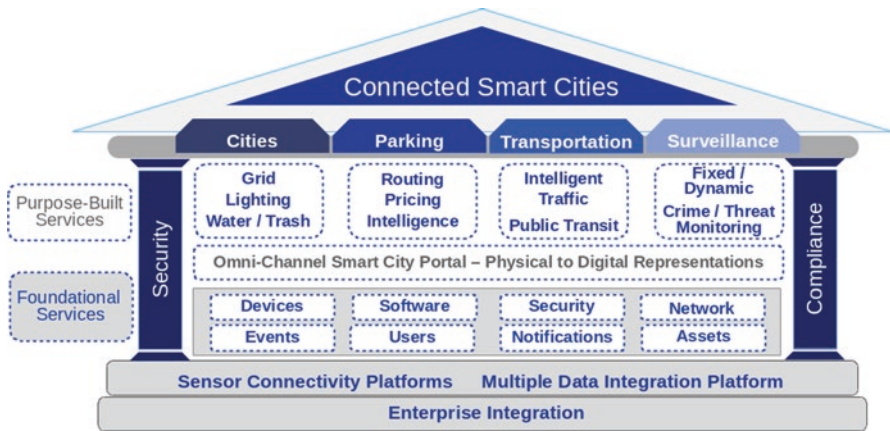 Connected Smart Cities
Cities
Parking
Transportation
Surveillance
Purpose-Built
Services
Foundational
Services
Security
Grid
Lighting
Water / Trash
Routing
Pricing
Intelligence
Intelligent
Traffic
Public Transit
Fixed /
Dynamic
Crime / Threat
Monitoring
Compliance
Omni-Channel Smart City Portal – Physical to Digital Representations
Devices
Software
Security
Network
Events
Users
Notifications
Assets
Sensor Connectivity Platforms
Multiple Data Integration Platform
Enterprise Integration